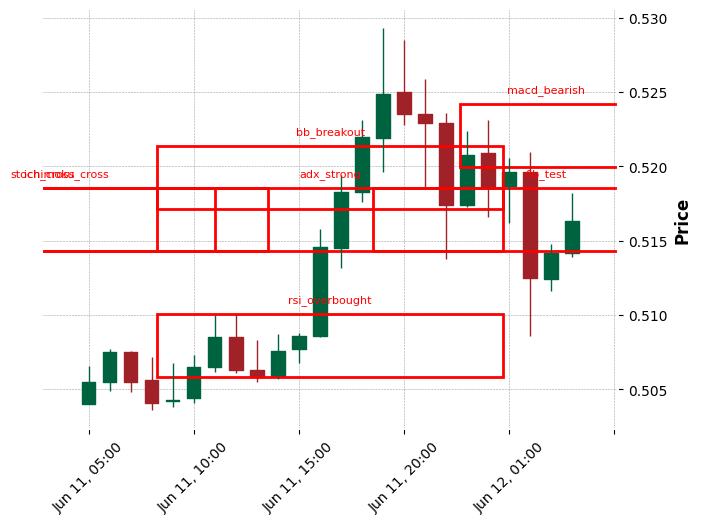 0.530
macd_bearish
0.525
bb_breakout
0.520
adx_strong
0.515
Price
rsi_overbought
0.510
0.505
Jun 11, 05:00
Jun 11, 10:00
Jun 11, 15:00
Jun 11, 20:00
Jun 12, 01:00